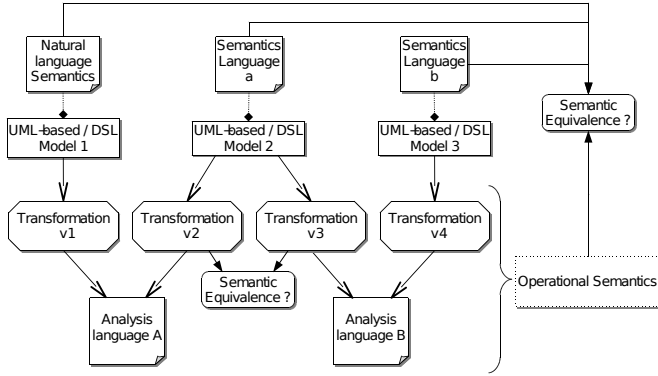 Natural
language
Semantics
Semantics
Language
a
Semantics
Language
b
Semantic
Equivalence ?
UML-based / DSL
Model 1
UML-based / DSL
Model 2
UML-based / DSL
Model 3
Transformation
v1
Transformation
v2
Transformation
v3
Transformation
v4
Semantic
Equivalence ?
Operational Semantics
Analysis
language A
Analysis
language B